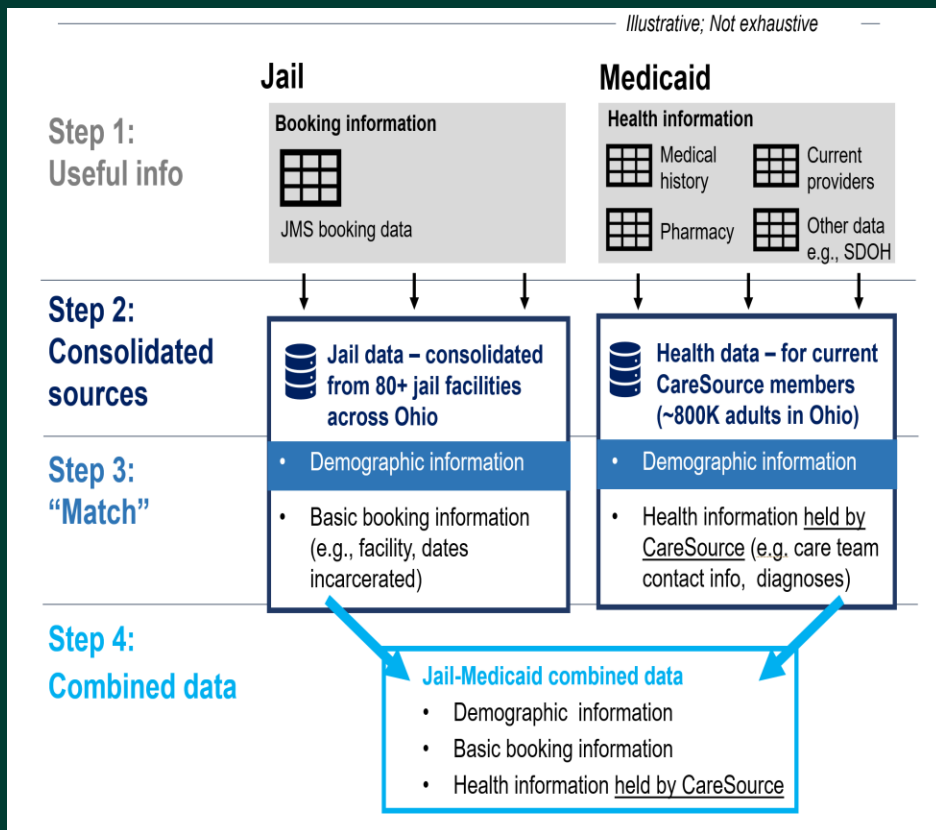 Illustrative; Not exhaustive
Jail
Medicaid
Step 1:
Useful info
Booking information
JMS booking data
Health information
Medical
history
Current
providers
Pharmacy
Other data
e.g., SDOH
Step 2:
Consolidated
sources
Jail data – consolidated
from 80+ jail facilities
across Ohio
Health data – for current
CareSource members
(~800K adults in Ohio)
Step 3:
“Match”
• Demographic information
• Basic booking information
(e.g., facility, dates
incarcerated)
• Demographic information
• Health information held by
CareSource (e.g. care team
contact info, diagnoses)
Step 4:
Combined data
Jail-Medicaid combined data
• Demographic information
• Basic booking information
• Health information held by CareSource